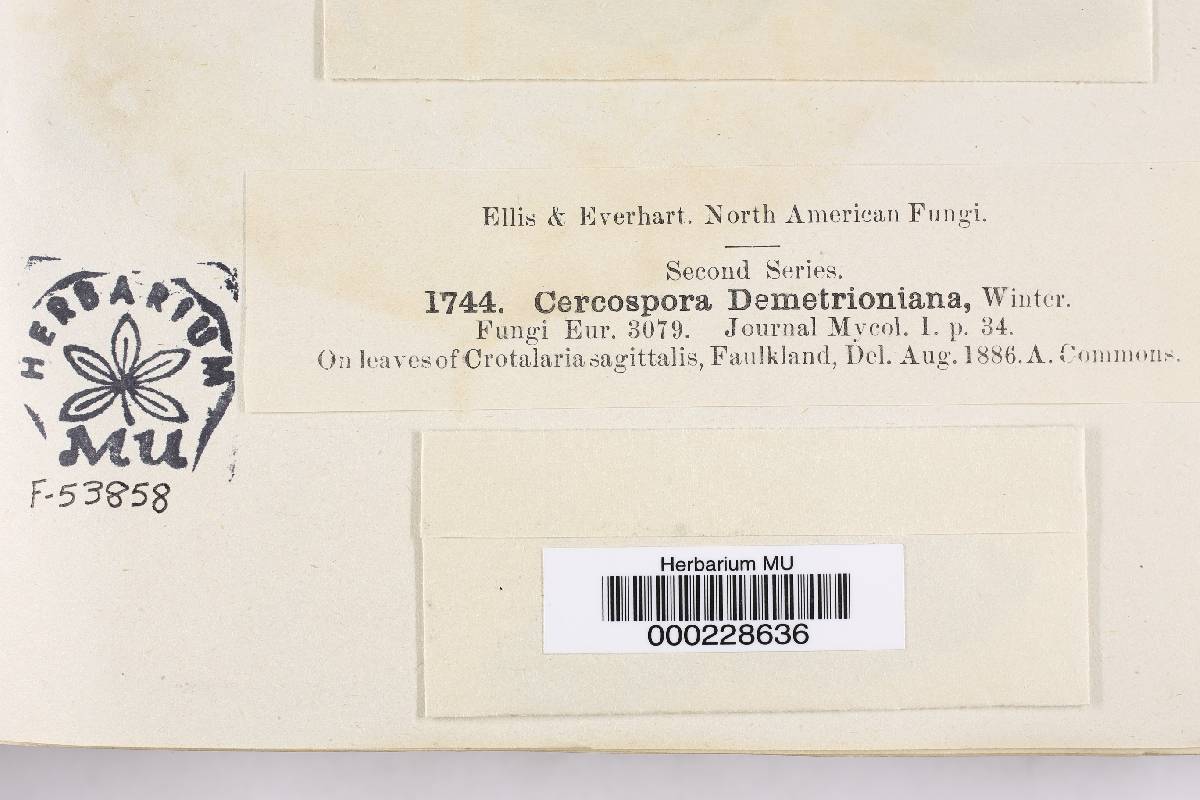 Ellis & Everhart. North American Fungi.
Second Series.
1744. Cercospora Demetrioniana, Winter.
Fungi Eur. 3079. Journal Mycol. I. p. 34.
On leaves of Crotalaria sagittalis, Faulkland, Del. Aug. 1886. A. Commons.
HERBARIUM
MU
F-53858
Herbarium MU
000228636